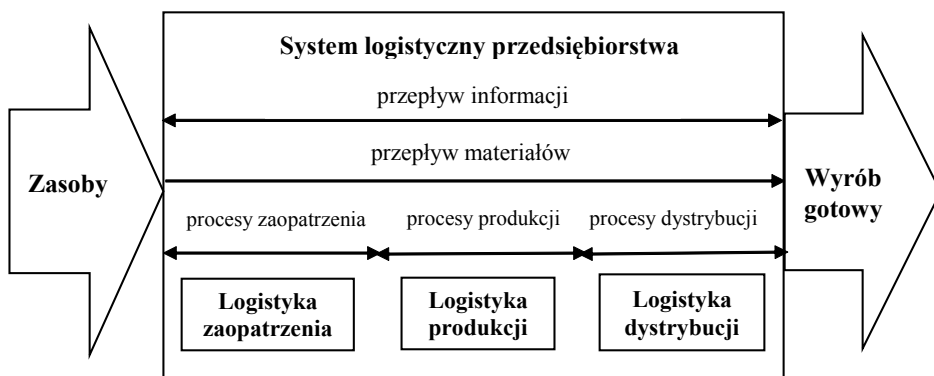 System logistyczny przedsiębiorstwa
przepływ informacji
przepływ materiałów
Zasoby
Wyrób
gotowy
procesy zaopatrzenia
procesy produkcji
procesy dystrybucji
Logistyka
zaopatrzenia
Logistyka
produkcji
Logistyka
dystrybucji